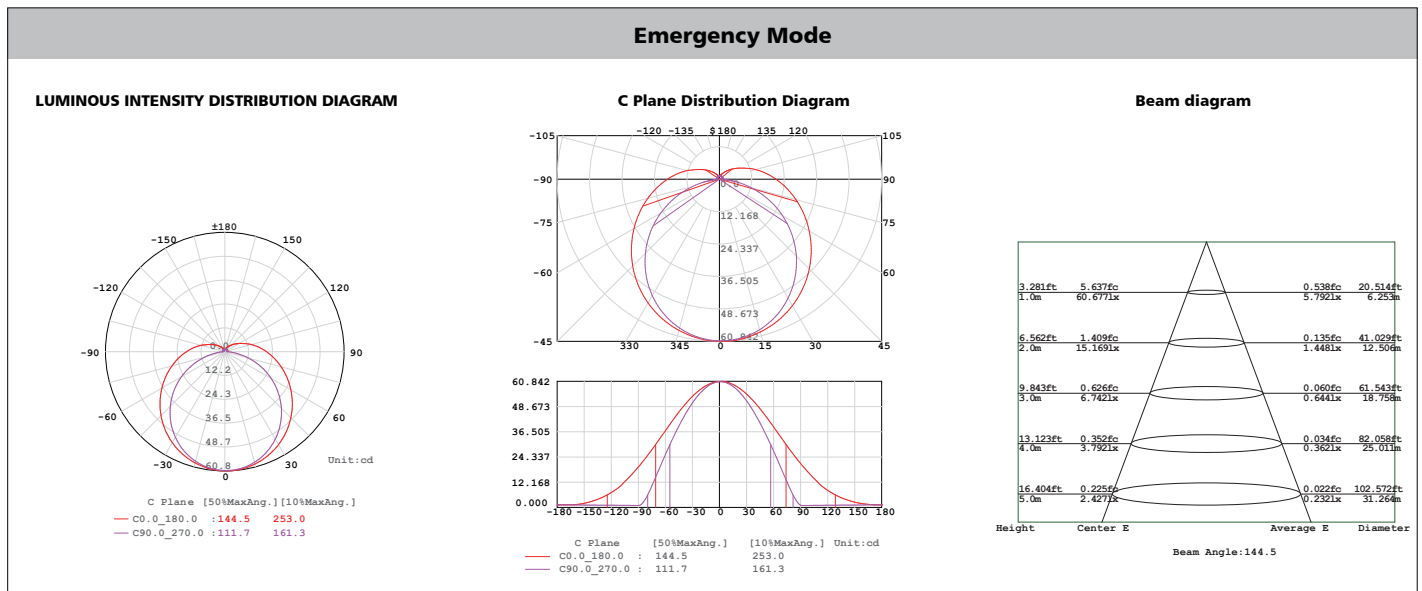 Emergency Mode
LUMINOUS INTENSITY DISTRIBUTION DIAGRAM
±180
-150 150
-120 120
-90 90
-60 60
-30 30
0
0.0
12.2
24.3
36.5
48.7
60.8
Unit:cd
C Plane [50%MaxAng.][10%MaxAng.]
C0.0_180.0 :144.5 253.0
C90.0_270.0 :111.7 161.3
C Plane Distribution Diagram
-120 -135 $180 135 120
-105 105
-90 90
-75 75
-60 60
-45 330 345 0 15 30 45
12.168
24.337
36.505
48.673
60.842
60.842
48.673
36.505
24.337
12.168
0.000
-180 -150 -120 -90 -60 -30 0 30 60 90 120 150 180
C Plane [50%MaxAng.] [10%MaxAng.] Unit:cd
C0.0_180.0 : 144.5 253.0
C90.0_270.0 : 111.7 161.3
Beam diagram
3.281ft 5.637fc 0.538fc 20.514ft
1.0m 60.677lx 5.792lx 6.253m
6.562ft 1.409fc 0.135fc 41.029ft
2.0m 15.169lx 1.448lx 12.506m
9.843ft 0.626fc 0.060fc 61.543ft
3.0m 6.742lx 0.644lx 18.758m
13.123ft 0.352fc 0.034fc 82.058ft
4.0m 3.792lx 0.362lx 25.011m
16.404ft 0.225fc 0.022fc 102.572ft
5.0m 2.427lx 0.232lx 31.264m
Height Center E Average E Diameter
Beam Angle:144.5